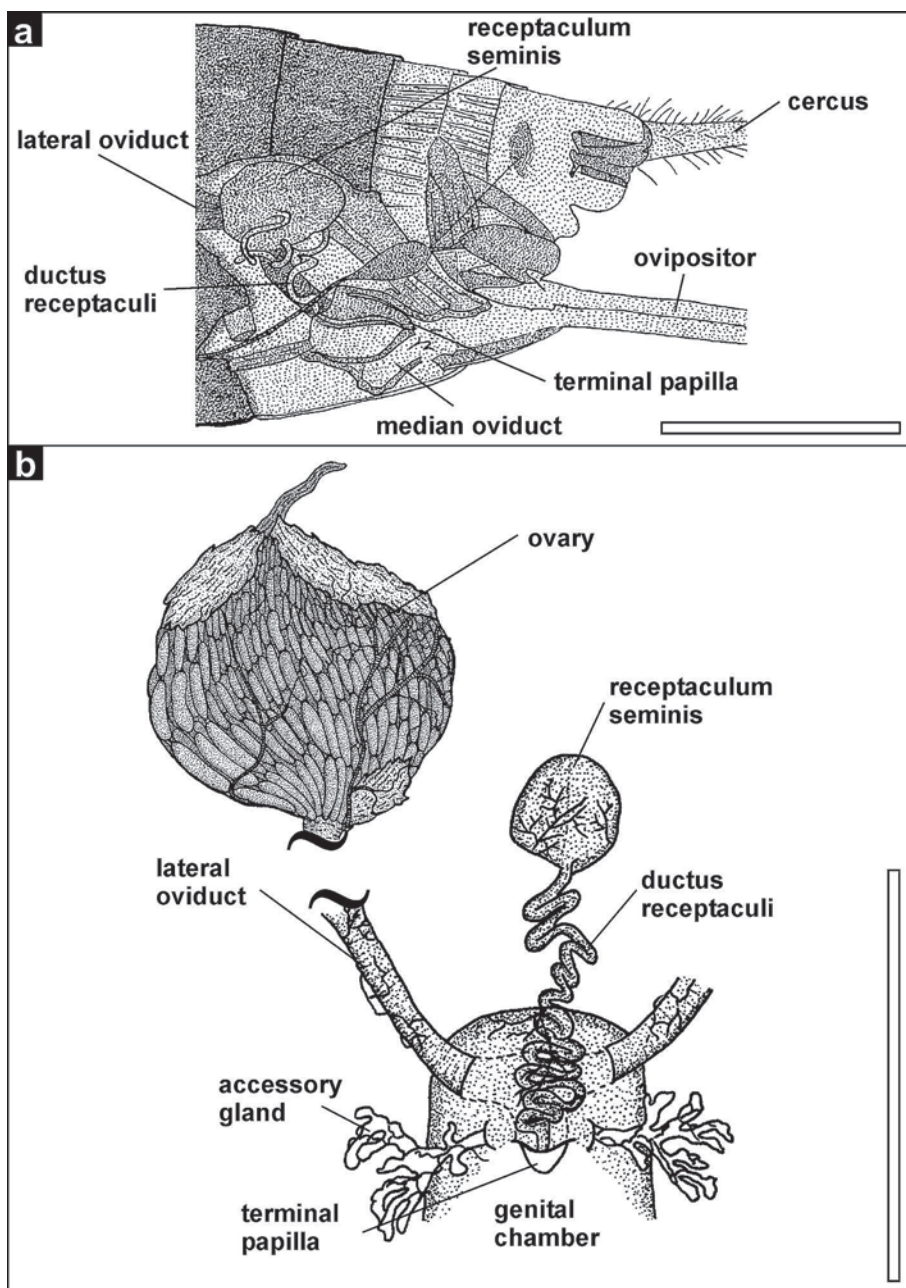 a
receptaculum
seminis
cercus
lateral oviduct
ductus
receptaculi
ovipositor
terminal papilla
median oviduct
b
ovary
receptaculum
seminis
lateral
oviduct
ductus
receptaculi
accessory
gland
terminal
papilla
genital
chamber